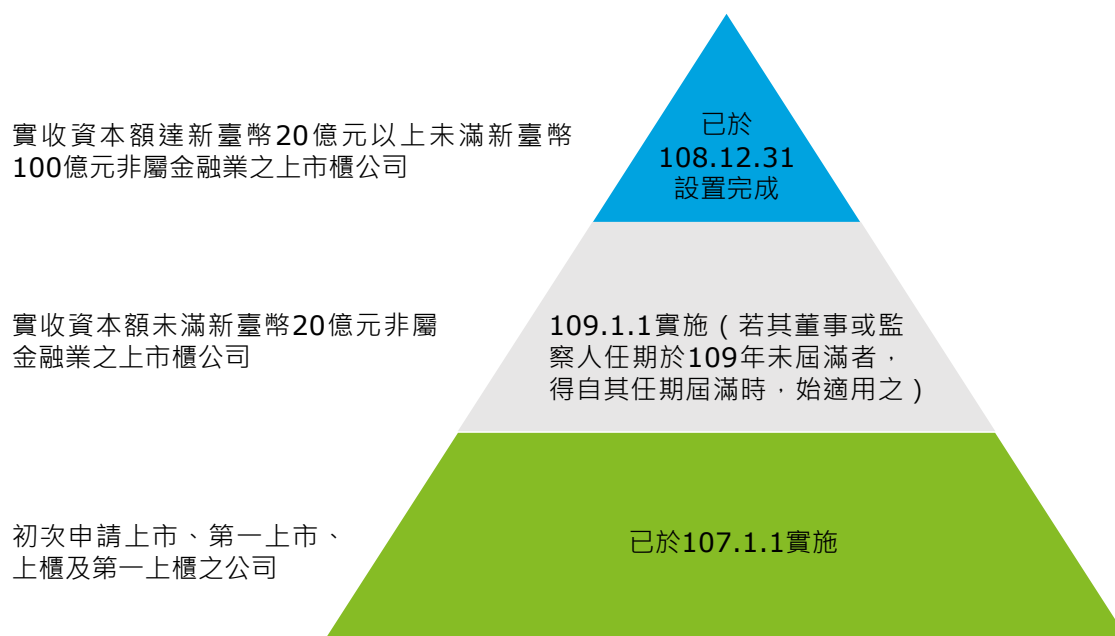 實收資本額達新臺幣20億元以上未滿新臺幣
100億元非屬金融業之上市櫃公司
已於
108.12.31
設置完成
實收資本額未滿新臺幣20億元非屬
金融業之上市櫃公司
109.1.1實施（若其董事或監
察人任期於109年未屆滿者，
得自其任期屆滿時，始適用之）
初次申請上市、第一上市、
上櫃及第一上櫃之公司
已於107.1.1實施